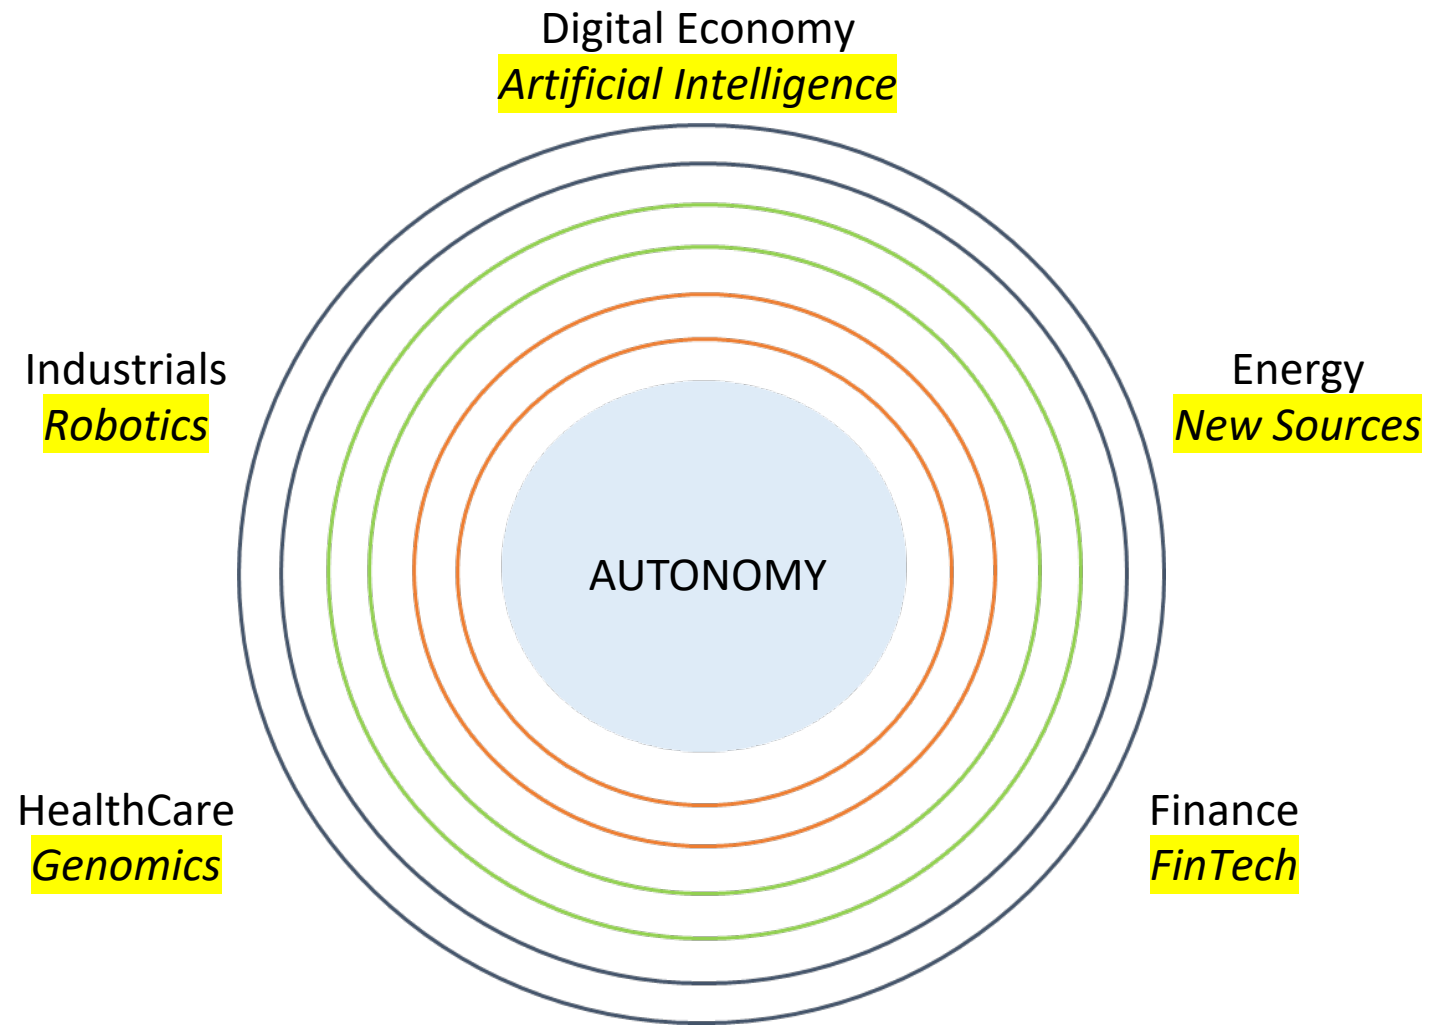 Digital Economy
Artificial Intelligence
Industrials
Robotics
Energy
New Sources
AUTONOMY
HealthCare
Genomics
Finance
FinTech